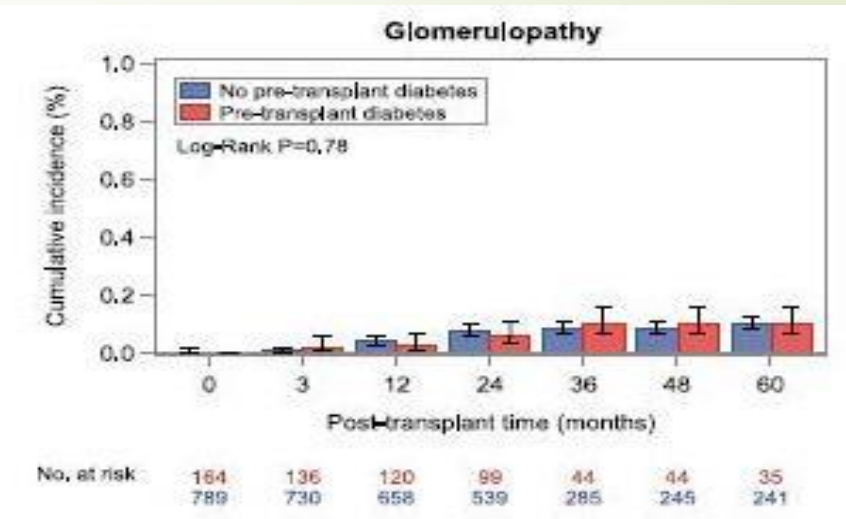 Glomerulopathy
Cumulative incidence (%)
1.0
0.8
0.6
0.4
0.2
0.0
No pre-transplant diabetes
Pre-transplant diabetes
Log-Rank P=0.78
0 3 12 24 36 48 60
Post-transplant time (months)
No. at risk 164 136 120 99 44 44 35
789 730 658 539 285 245 241